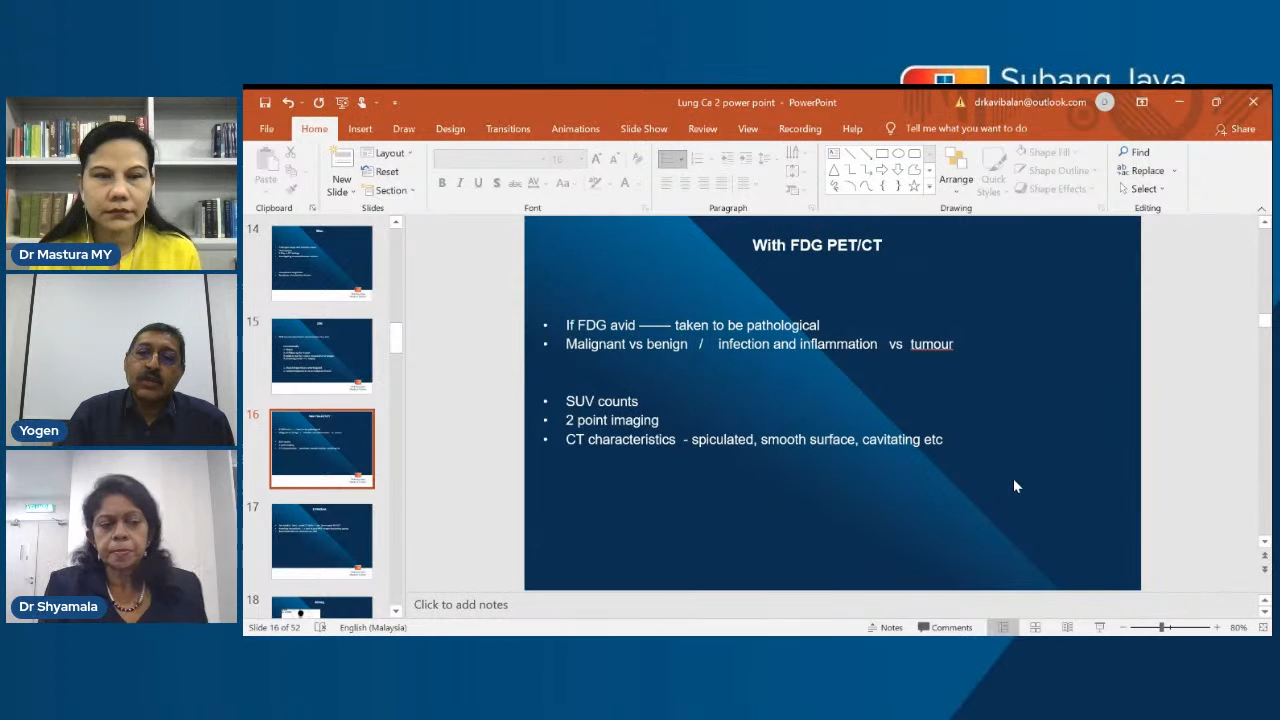 Subang Jaya
Lung Ca 2 power point - PowerPoint
drkavibalan@outlook.com
D
File
Home
Insert
Draw
Design
Transitions
Animations
Slide Show
Review
View
Recording
Help
Tell me what you want to do
Share
Paste
New
Slide
Layout
Reset
Section
16
B
I
U
S
abc
AV
Aa
A
Arrange
Quick
Styles
Shape Fill
Shape Outline
Shape Effects
Find
Replace
Select
Clipboard
Slides
Font
Paragraph
Drawing
Editing
Dr Mastura MY
Yogen
Dr Shyamala
14
15
16
17
18
With FDG PET/CT
• If FDG avid —— taken to be pathological
• Malignant vs benign / infection and inflammation vs tumour
• SUV counts
• 2 point imaging
• CT characteristics - spiculated, smooth surface, cavitating etc
Click to add notes
Slide 16 of 52
English (Malaysia)
Notes
Comments
80%